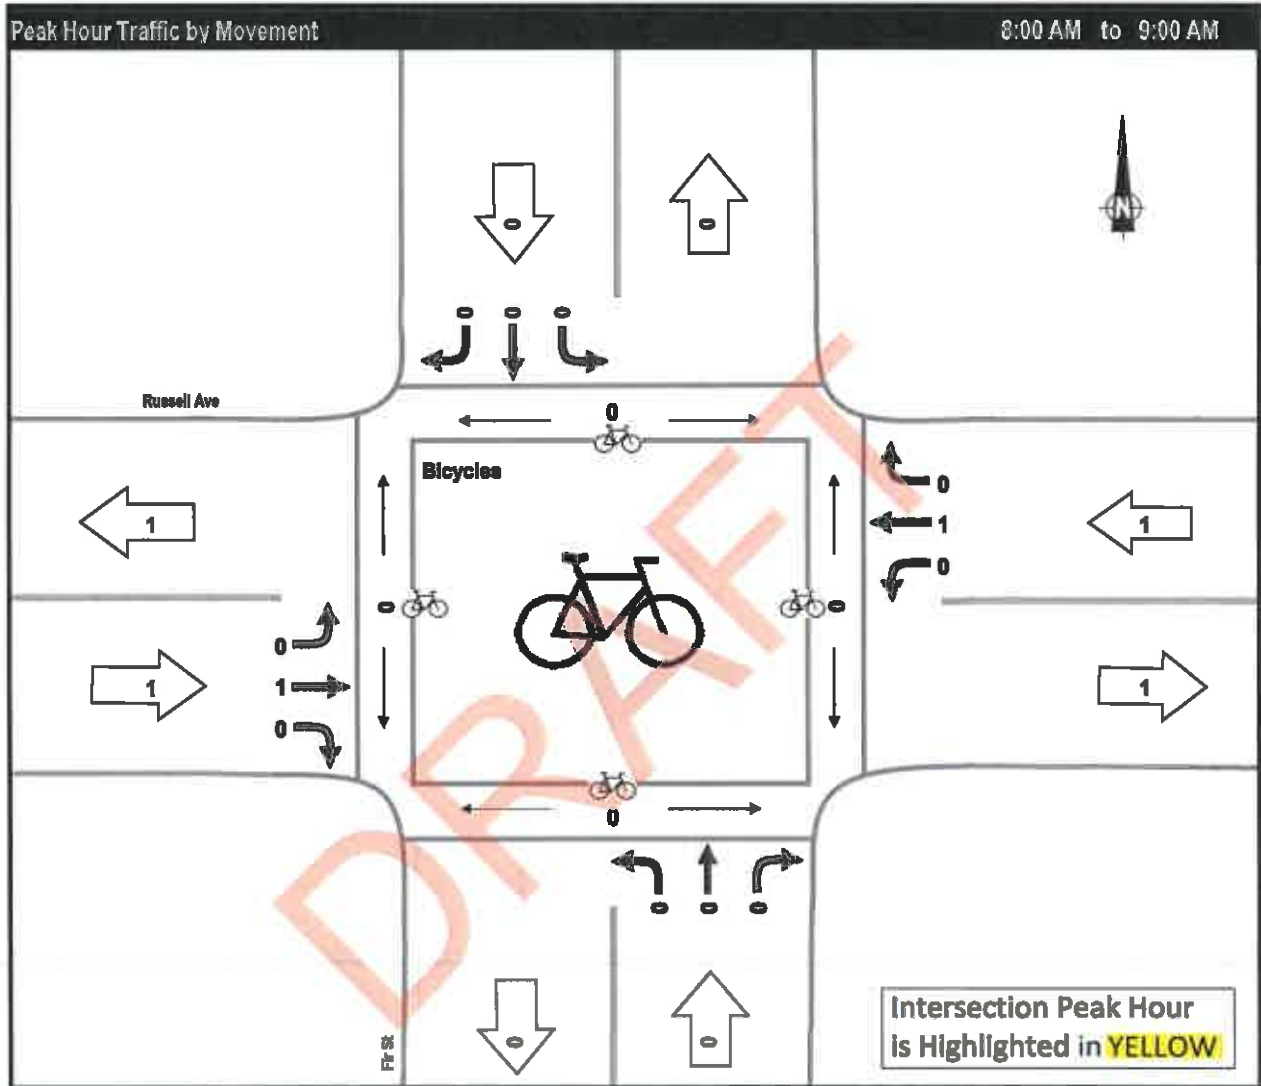 Peak Hour Traffic by Movement 8:00 AM to 9:00 AM
N
0 0
0 0 0
Russell Ave
0
Bicycles
0
1 1 1
0
0 0
0
1 1 1
0
0
0 0 0
DRAFT
Fir St
0 0
Intersection Peak Hour
is Highlighted in YELLOW